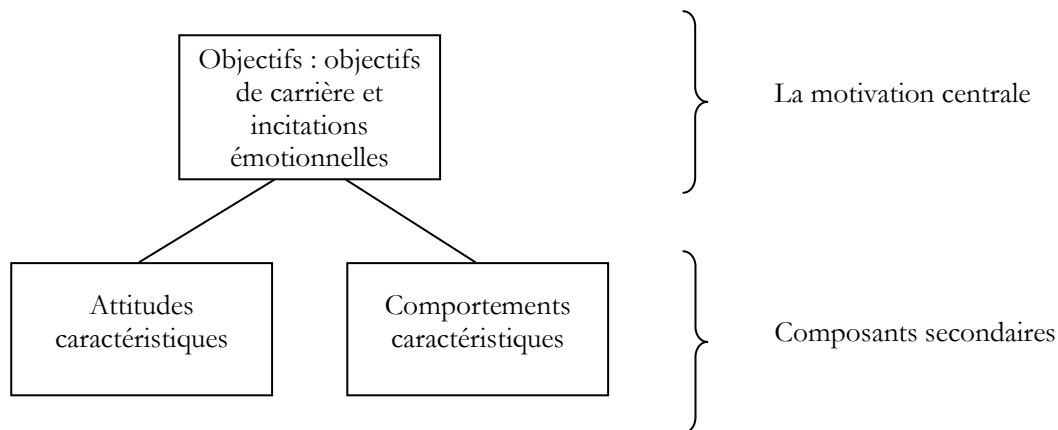 Objectifs : objectifs
de carrière et
incitations
émotionnelles
La motivation centrale
Attitudes
caractéristiques
Comportements
caractéristiques
Composants secondaires